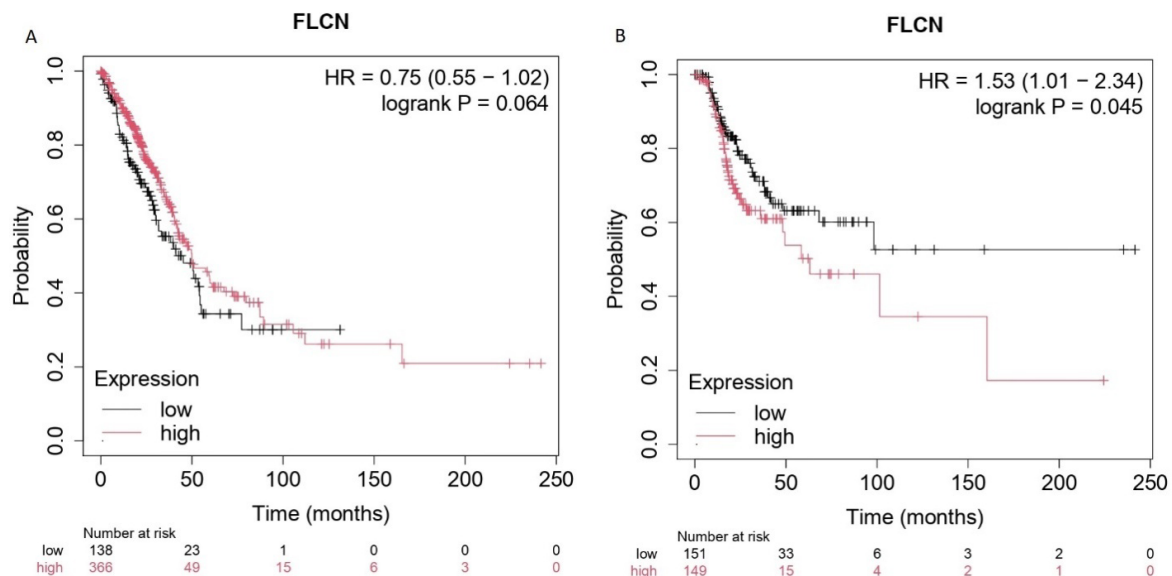 A
FLCN
HR = 0.75 (0.55 − 1.02)
logrank P = 0.064
Probability
1.0
0.8
0.6
0.4
0.2
0.0
Expression
low
high
0 50 100 150 200 250
Time (months)
Number at risk
low 138 23 1 0 0 0
high 366 49 15 6 3 0
B
FLCN
HR = 1.53 (1.01 − 2.34)
logrank P = 0.045
Probability
1.0
0.8
0.6
0.4
0.2
0.0
Expression
low
high
0 50 100 150 200 250
Time (months)
Number at risk
low 151 33 6 3 2 0
high 149 15 4 2 1 0